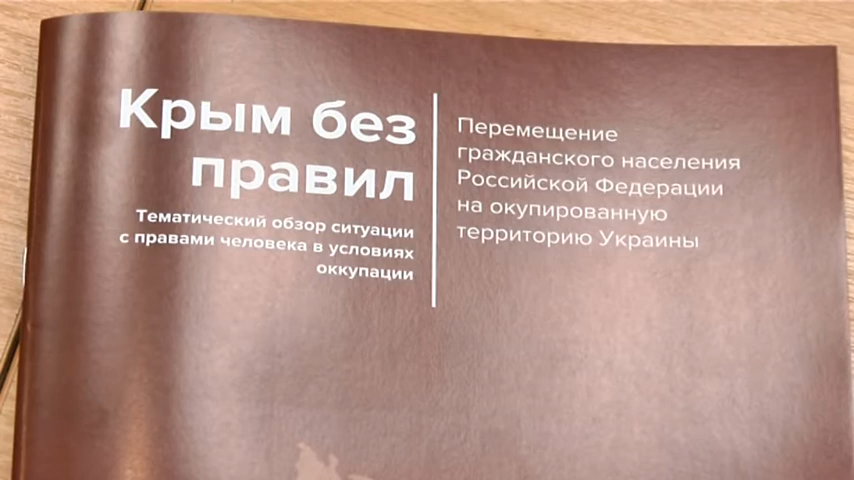 Крым без
правил
Тематический обзор ситуации
с правами человека в условиях
оккупации
Перемещение
гражданского населения
Российской Федерации
на окупированную
территорию Украины